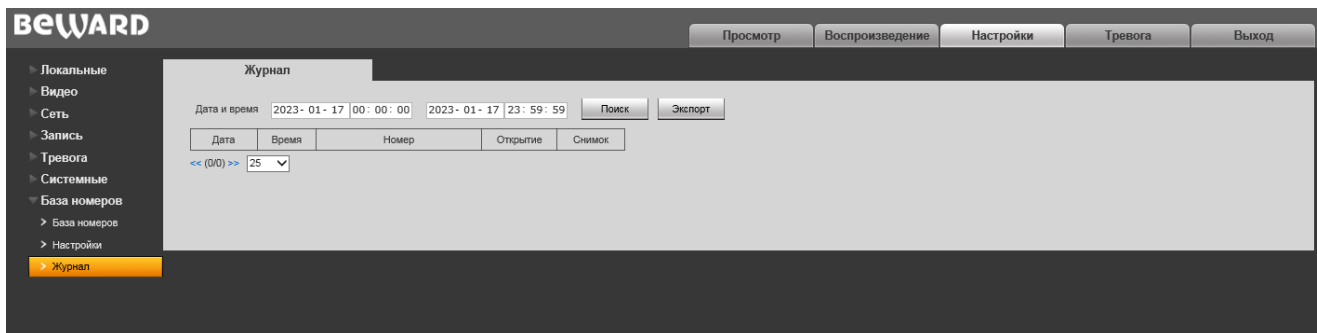 BEWARD
Просмотр Воспроизведение Настройки Тревога Выход
Локальные
Видео
Сеть
Запись
Тревога
Системные
База номеров
База номеров
Настройки
Журнал
Журнал
Дата и время 2023- 01- 17 00: 00: 00 2023- 01- 17 23: 59: 59 Поиск Экспорт
Дата Время Номер Открытие Снимок
<< (0/0) >> 25